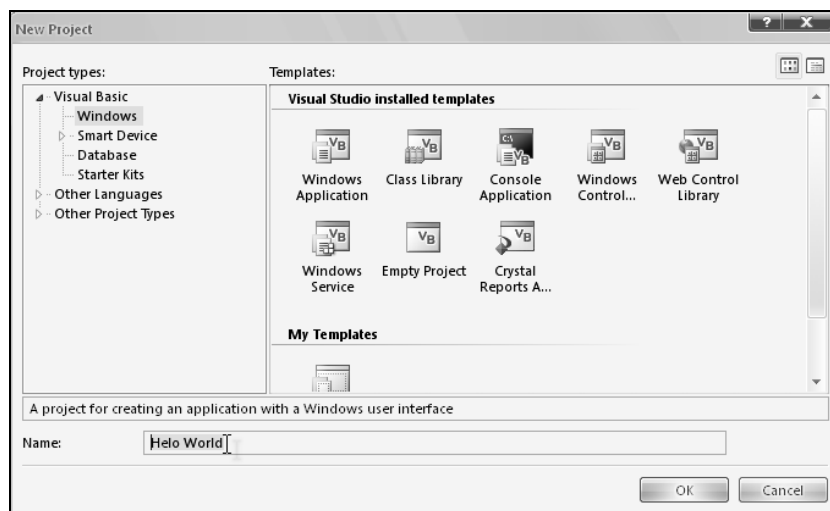 New Project
Project types:
Templates:
Visual Basic
Windows
Smart Device
Database
Starter Kits
Other Languages
Other Project Types
Visual Studio installed templates
Windows Application
Class Library
Console Application
Windows Control...
Web Control Library
Windows Service
Empty Project
Crystal Reports A...
My Templates
A project for creating an application with a Windows user interface
Name:
Helo World
OK
Cancel